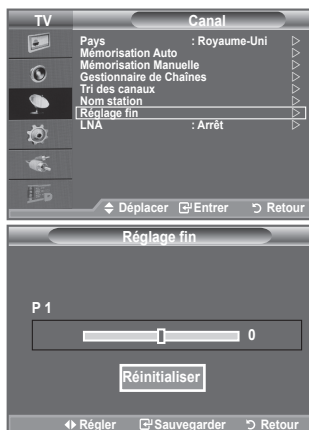 TV Canal
Pays : Royaume-Uni
Mémorisation Auto
Mémorisation Manuelle
Gestionnaire de Chaînes
Tri des canaux
Nom station
Réglage fin
LNA : Arrêt
Déplacer Entrer Retour
Réglage fin
P 1
0
Réinitialiser
Régler Sauvegarder Retour